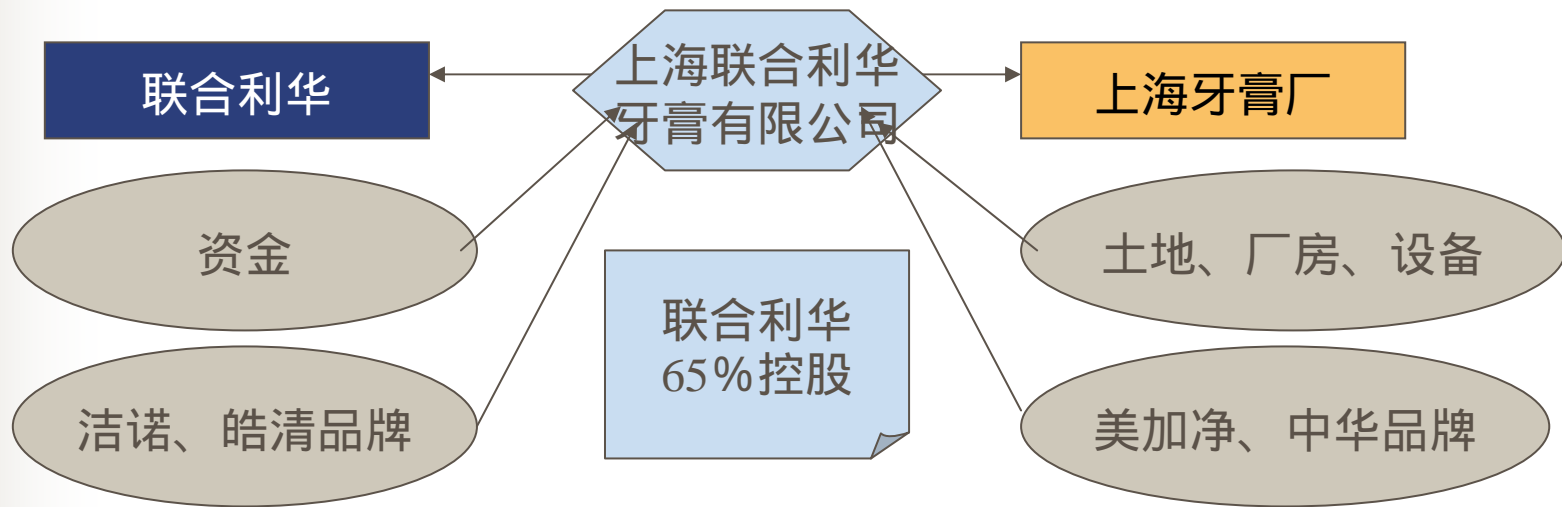 联合利华
上海联合利华
牙膏有限公司
上海牙膏厂
资金
土地、厂房、设备
联合利华
65%控股
洁诺、皓清品牌
美加净、中华品牌